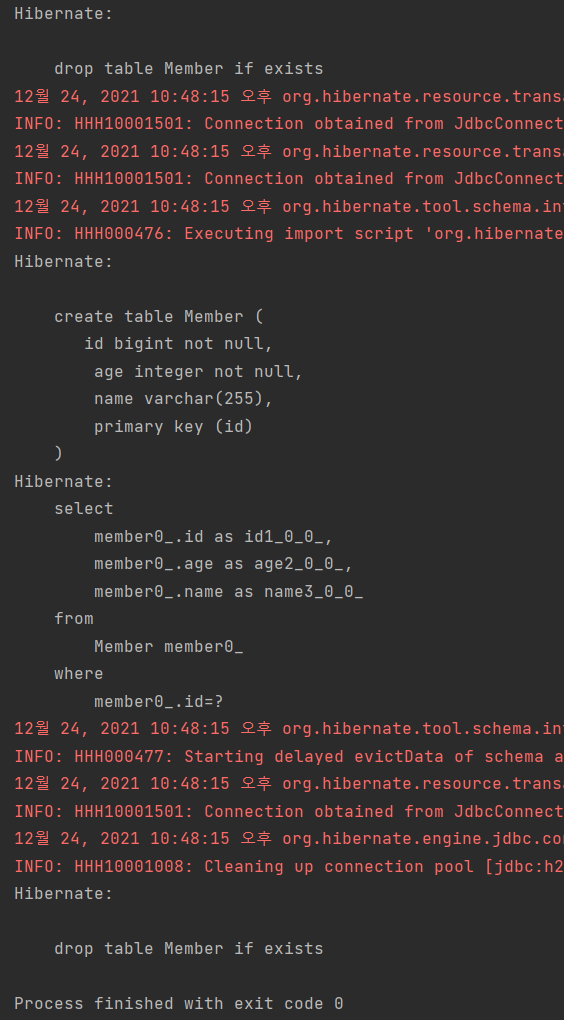 Hibernate:
drop table Member if exists
12월 24, 2021 10:48:15 오후 org.hibernate.resource.transa
INFO: HHH10001501: Connection obtained from JdbcConnect
12월 24, 2021 10:48:15 오후 org.hibernate.resource.transa
INFO: HHH10001501: Connection obtained from JdbcConnect
12월 24, 2021 10:48:15 오후 org.hibernate.tool.schema.int
INFO: HHH000476: Executing import script 'org.hibernate
Hibernate:
create table Member (
id bigint not null,
age integer not null,
name varchar(255),
primary key (id)
)
Hibernate:
select
member0_.id as id1_0_0_,
member0_.age as age2_0_0_,
member0_.name as name3_0_0_
from
Member member0_
where
member0_.id=?
12월 24, 2021 10:48:15 오후 org.hibernate.tool.schema.int
INFO: HHH000477: Starting delayed evictData of schema a
12월 24, 2021 10:48:15 오후 org.hibernate.resource.transa
INFO: HHH10001501: Connection obtained from JdbcConnect
12월 24, 2021 10:48:15 오후 org.hibernate.engine.jdbc.con
INFO: HHH10001008: Cleaning up connection pool [jdbc:h2
Hibernate:
drop table Member if exists
Process finished with exit code 0